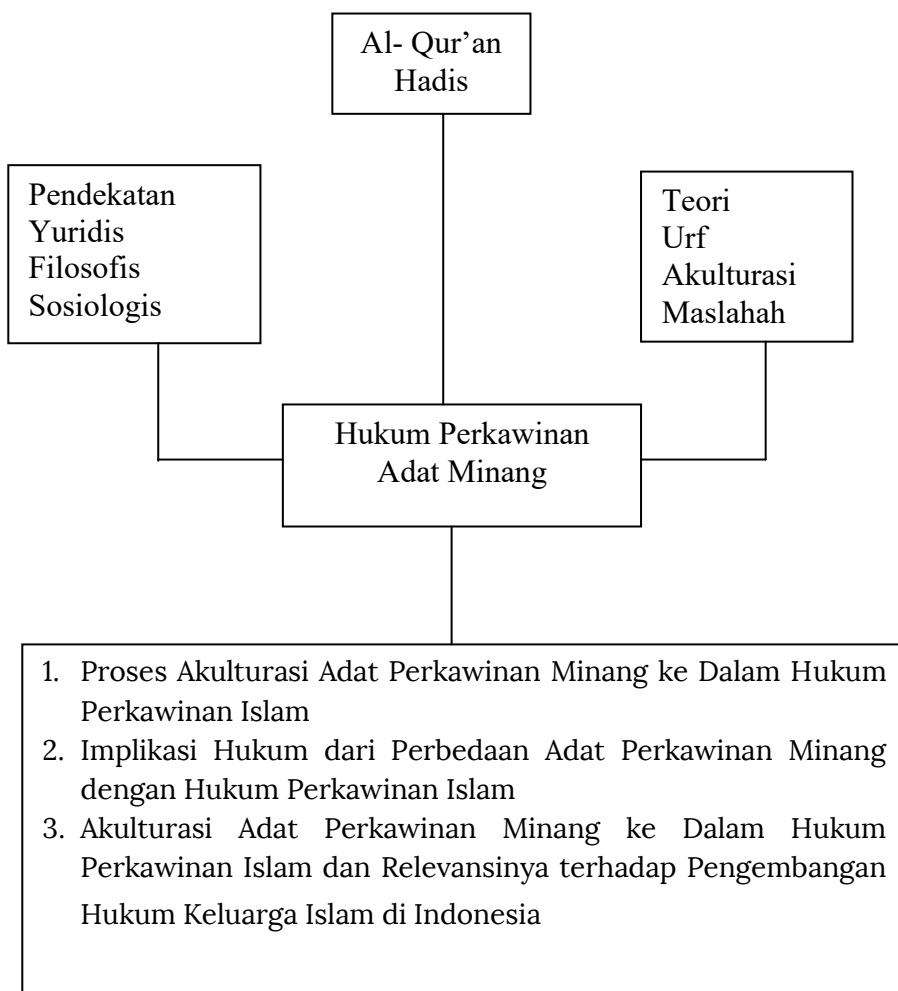 Al- Qur’an
Hadis
Pendekatan
Yuridis
Filosofis
Sosiologis
Teori
Urf
Akulturasi
Maslahah
Hukum Perkawinan
Adat Minang
1. Proses Akulturasi Adat Perkawinan Minang ke Dalam Hukum
Perkawinan Islam
2. Implikasi Hukum dari Perbedaan Adat Perkawinan Minang
dengan Hukum Perkawinan Islam
3. Akulturasi Adat Perkawinan Minang ke Dalam Hukum
Perkawinan Islam dan Relevansinya terhadap Pengembangan
Hukum Keluarga Islam di Indonesia